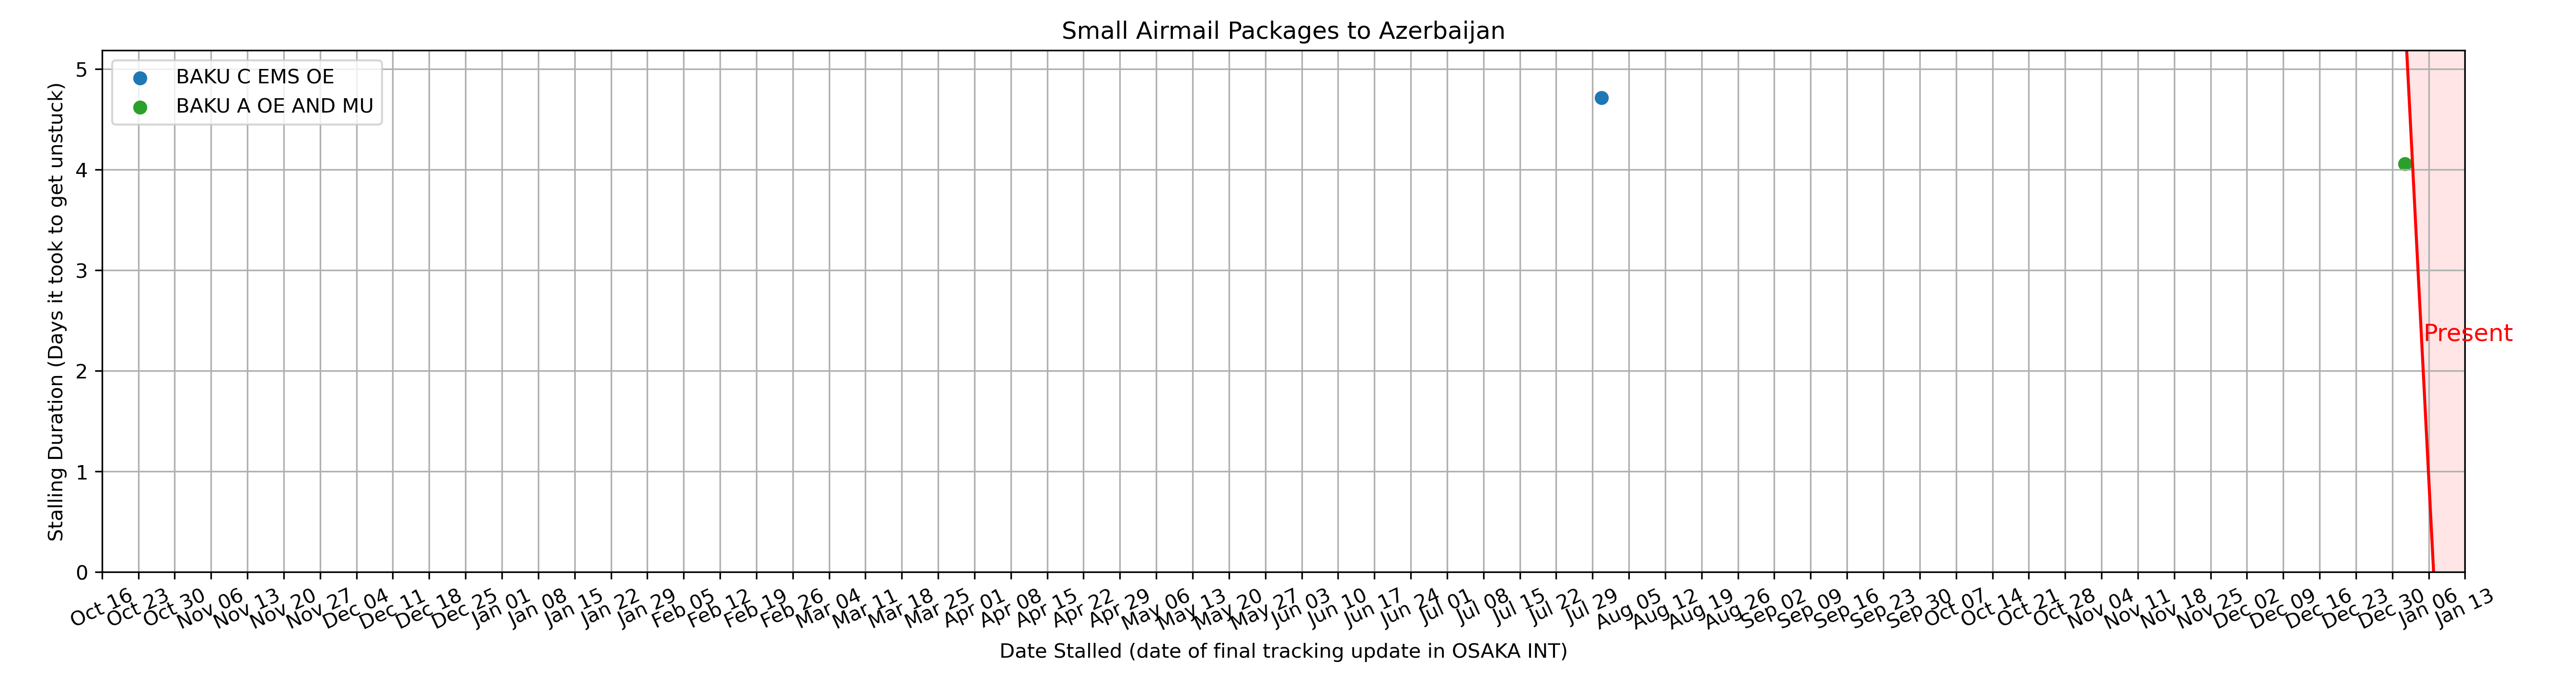 Small Airmail Packages to Azerbaijan
BAKU C EMS OE
BAKU A OE AND MU
Stalling Duration (Days it took to get unstuck)
5
4
3
2
1
0
Present
Oct 16 Oct 23 Oct 30 Nov 06 Nov 13 Nov 20 Nov 27 Dec 04 Dec 11 Dec 18 Dec 25 Jan 01 Jan 08 Jan 15 Jan 22 Jan 29 Feb 05 Feb 12 Feb 19 Feb 26 Mar 04 Mar 11 Mar 18 Mar 25 Apr 01 Apr 08 Apr 15 Apr 22 Apr 29 May 06 May 13 May 20 May 27 Jun 03 Jun 10 Jun 17 Jun 24 Jul 01 Jul 08 Jul 15 Jul 22 Jul 29 Aug 05 Aug 12 Aug 19 Aug 26 Sep 02 Sep 09 Sep 16 Sep 23 Sep 30 Oct 07 Oct 14 Oct 21 Oct 28 Nov 04 Nov 11 Nov 18 Nov 25 Dec 02 Dec 09 Dec 16 Dec 23 Dec 30 Jan 06 Jan 13
Date Stalled (date of final tracking update in OSAKA INT)